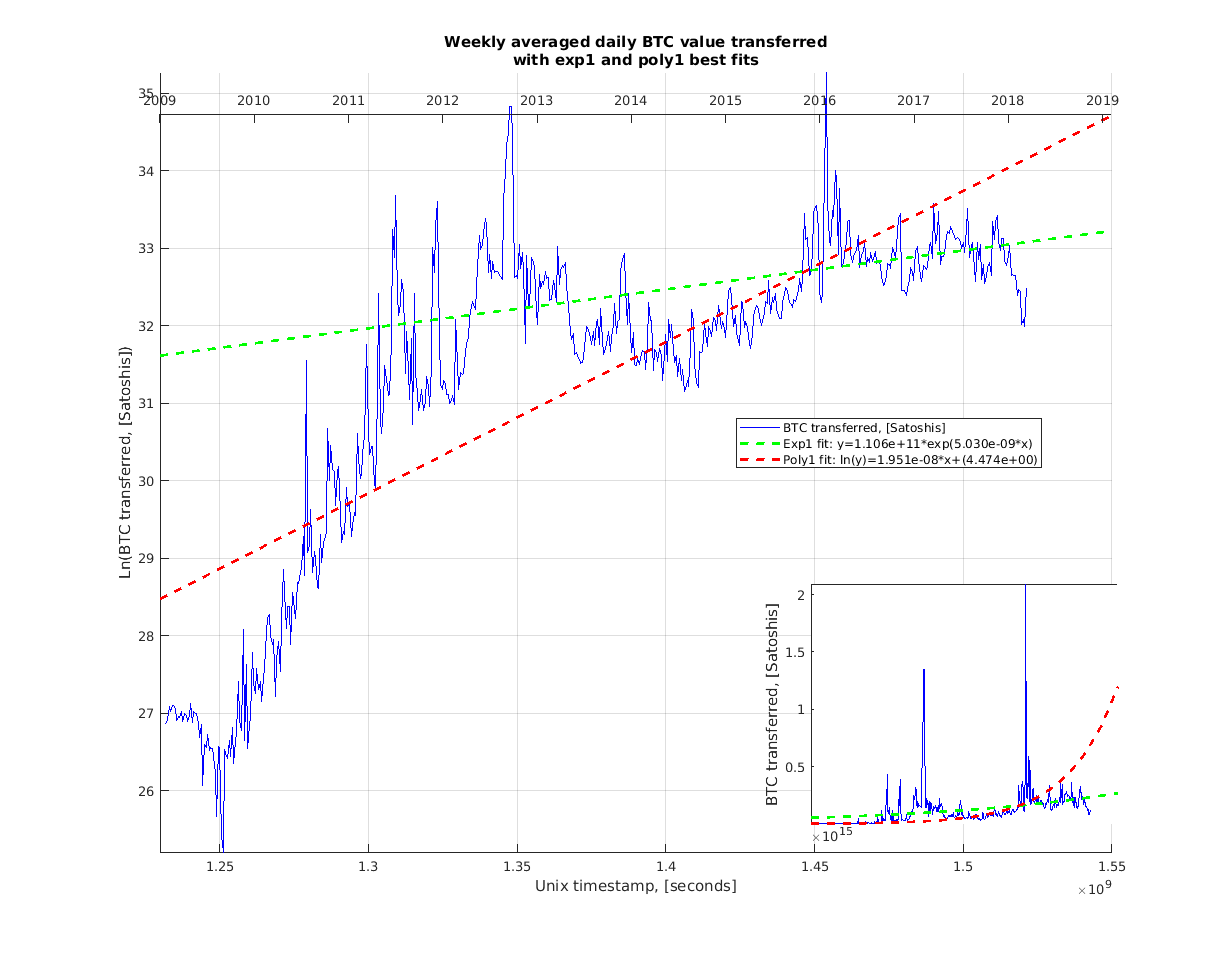 Weekly averaged daily BTC value transferred
with exp1 and poly1 best fits
35
2009 2010 2011 2012 2013 2014 2015 2016 2017 2018 2019
34
33
32
31
30
29
28
27
26
Ln(BTC transferred, [Satoshis])
BTC transferred, [Satoshis]
Exp1 fit: y=1.106e+11*exp(5.030e-09*x)
Poly1 fit: ln(y)=1.951e-08*x+(4.474e+00)
BTC transferred, [Satoshis]
2
1.5
1
0.5
×10^15
1.25 1.3 1.35 1.4 1.45 1.5 1.55
Unix timestamp, [seconds]
×10^9